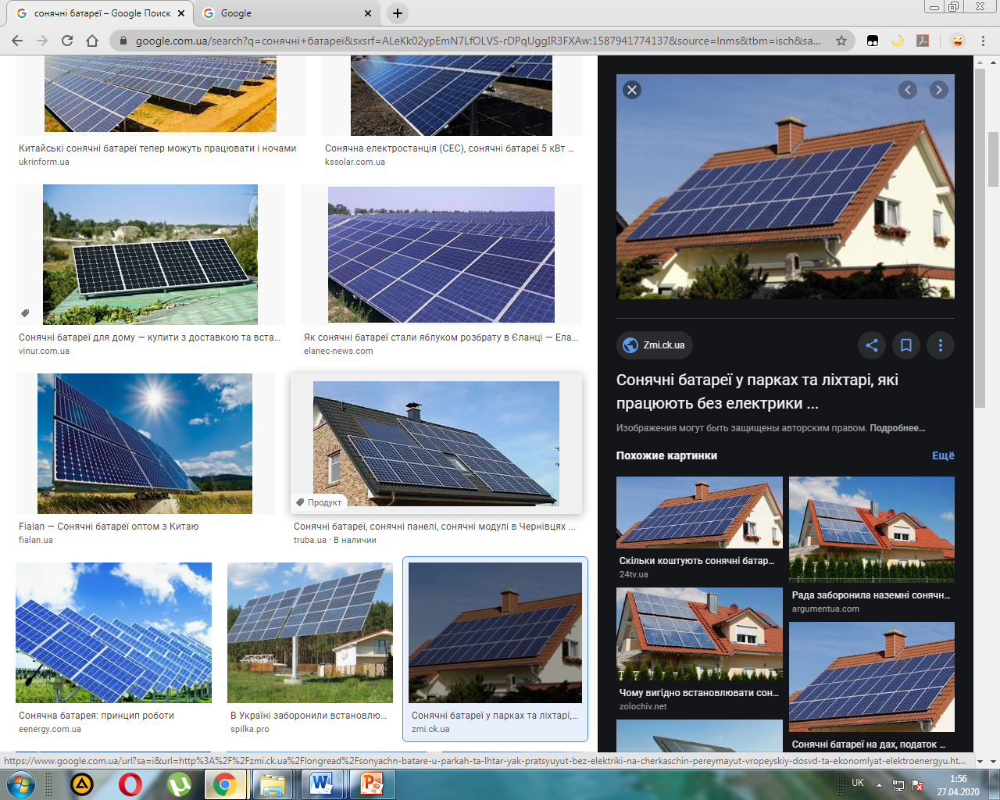 сонячні батареї – Google Поиск
Google
google.com.ua/search?q=сонячні+батареї&sxsrf=ALeKk02ypEmN7LfOLVS-rDPqUggIR3FXAw:1587941774137&source=lnms&tbm=isch&sa...
Китайські сонячні батареї тепер можуть працювати і ночами
ukrinform.ua
Сонячна електростанція (СЕС), сонячні батареї 5 кВт ...
kssolar.com.ua
Сонячні батареї для дому — купити з доставкою та вста...
vinur.com.ua
Як сонячні батареї стали яблуком розбрату в Єланці — Ела...
elanec-news.com
Fialan — Сонячні батареї оптом з Китаю
fialan.ua
Продукт
Сонячні батареї, сонячні панелі, сонячні модулі в Чернівцях ...
truba.ua · В наличии
Сонячна батарея: принцип роботи
eenergy.com.ua
В Україні заборонили встановлю...
spilka.pro
Сонячні батареї у парках та ліхтарі,...
zmi.ck.ua
Zmi.ck.ua
Сонячні батареї у парках та ліхтарі, які
працюють без електрики ...
Изображения могут быть защищены авторским правом. Подробнее...
Похожие картинки
Ещё
Скільки коштують сонячні батар...
24tv.ua
Рада заборонила наземні сонячн...
argumentua.com
Чому вигідно встановлювати сон...
zolochiv.net
Сонячні батареї на дах, податок ...
https://www.google.com.ua/url?sa=i&url=http%3A%2F%2Fzmi.ck.ua%2Flongread%2Fsonyachn-batare-u-parkah-ta-lhtar-yak-pratsyuyut-bez-elektriki-na-cherkaschin-pereymayut-vropeyskiy-dosvd-ta-ekonomlyat-elektroenergyu.ht...
UK
1:56
27.04.2020